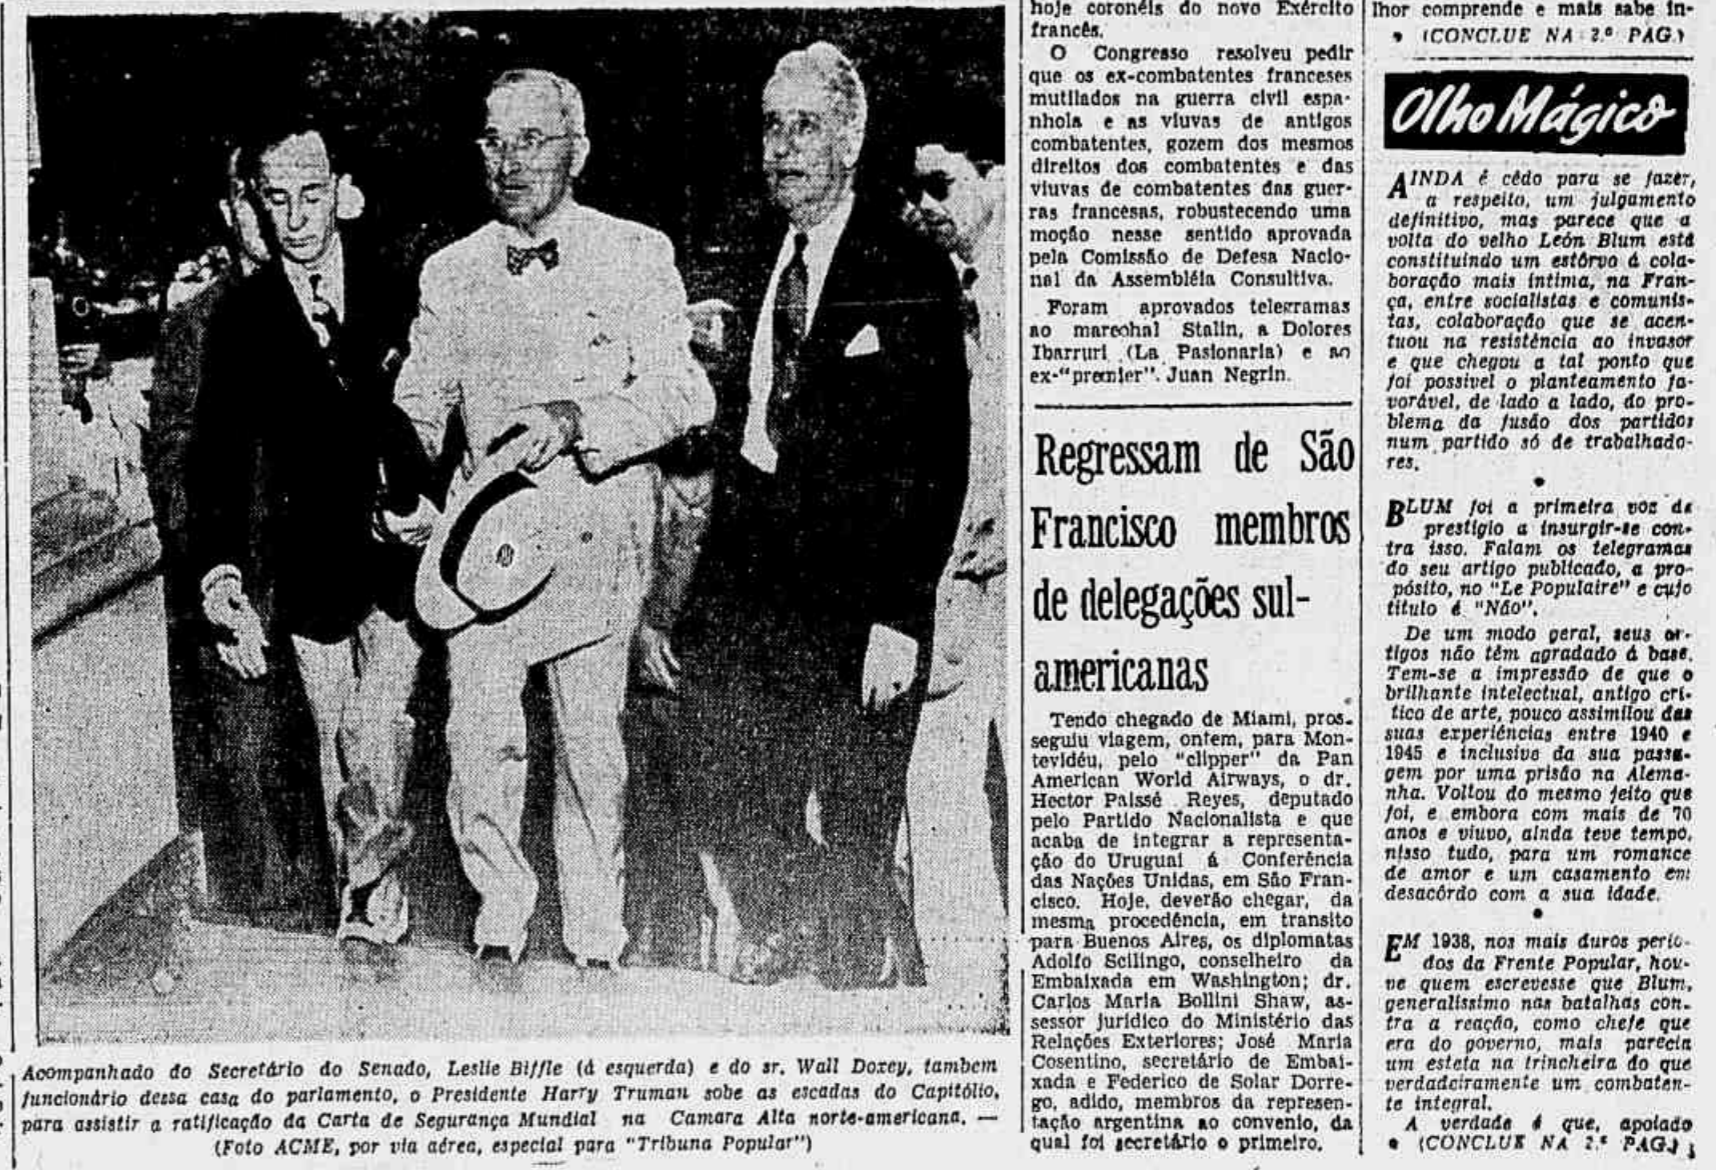 Acompanhado do Secretário do Senado, Leslie Biffle (á esquerda) e do sr. Wall Doxey, tambem
funcionário dessa casa do parlamento, o Presidente Harry Truman sobe as escadas do Capitólio,
para assistir a ratificação da Carta de Segurança Mundial na Camara Alta norte-americana. —
(Foto ACME, por via aérea, especial para "Tribuna Popular")
hoje coronéis do novo Exército
francês.
O Congresso resolveu pedir
que os ex-combatentes franceses
mutilados na guerra civil espa-
nhola e as viuvas de antigos
combatentes, gozem dos mesmos
direitos dos combatentes e das
viuvas de combatentes das guer-
ras francesas, robustecendo uma
moção nesse sentido aprovada
pela Comissão de Defesa Nacio-
nal da Assembléia Consultiva.
Foram aprovados telegramas
ao marechal Stalin, a Dolores
Ibarruri (La Pasionaria) e ao
ex-"premier". Juan Negrin.
Regressam de São
Francisco membros
de delegações sul-
americanas
Tendo chegado de Miami, pros-
seguiu viagem, ontem, para Mon-
tevidéu, pelo "clipper" da Pan
American World Airways, o dr.
Hector Paissé Reyes, deputado
pelo Partido Nacionalista e que
acaba de integrar a representa-
ção do Uruguai á Conferência
das Nações Unidas, em São Fran-
cisco. Hoje, deverão chegar, da
mesma procedência, em transito
para Buenos Aires, os diplomatas
Adolfo Scilingo, conselheiro da
Embaixada em Washington; dr.
Carlos Maria Bollini Shaw, as-
sessor juridico do Ministério das
Relações Exteriores; José Maria
Cosentino, secretário de Embai-
xada e Federico de Solar Dorre-
go, adido, membros da represen-
tação argentina ao convenio, da
qual foi secretário o primeiro.
lhor comprende e mais sabe in-
(CONCLUE NA 2.ª PAG.)
Olho Mágico
AINDA é cêdo para se fazer,
a respeito, um julgamento
definitivo, mas parece que a
volta do velho León Blum está
constituindo um estôrvo á cola-
boração mais íntima, na Fran-
ça, entre socialistas e comunis-
tas, colaboração que se acen-
tuou na resistência ao invasor
e que chegou a tal ponto que
foi possivel o planteamento fa-
vorável, de lado a lado, do pro-
blema da fusão dos partidos
num partido só de trabalhado-
res.
BLUM foi a primeira voz de
prestigio a insurgir-se con-
tra isso. Falam os telegramas
do seu artigo publicado, a pro-
pósito, no "Le Populaire" e cujo
titulo é "Não".
De um modo geral, seus ar-
tigos não têm agradado á base.
Tem-se a impressão de que o
brilhante intelectual, antigo cri-
tico de arte, pouco assimilou das
suas experiências entre 1940 e
1945 e inclusive da sua passa-
gem por uma prisão na Alema-
nha. Voltou do mesmo jeito que
foi, e embora com mais de 70
anos e viuvo, ainda teve tempo,
nisso tudo, para um romance
de amor e um casamento em
desacôrdo com a sua idade.
EM 1938, nos mais duros perio-
dos da Frente Popular, hou-
ve quem escrevesse que Blum,
generalissimo nas batalhas con-
tra a reação, como chefe que
era do governo, mais parecia
um esteta na trincheira do que
verdadeiramente um combaten-
te integral.
A verdade é que, apoiado
(CONCLUE NA 2.ª PAG.)